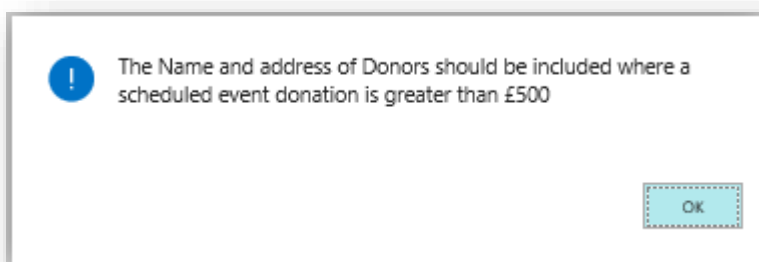 !
The Name and address of Donors should be included where a
scheduled event donation is greater than £500
OK